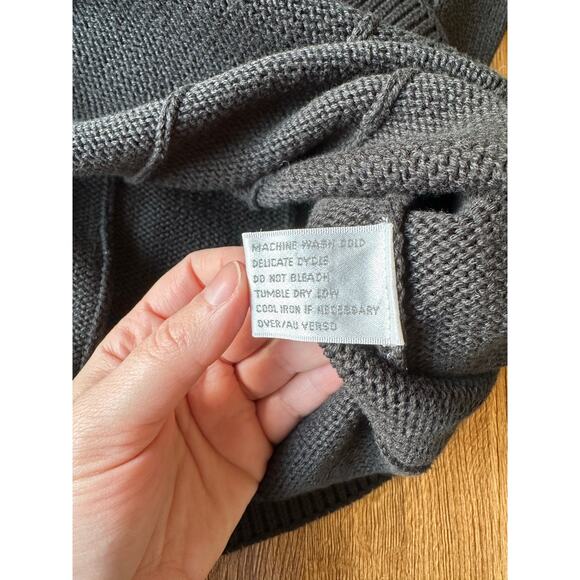 MACHINE WASH COLD
DELICATE CYCLE
DO NOT BLEACH
TUMBLE DRY LOW
COOL IRON IF NECESSARY
OVER/AU VERSO